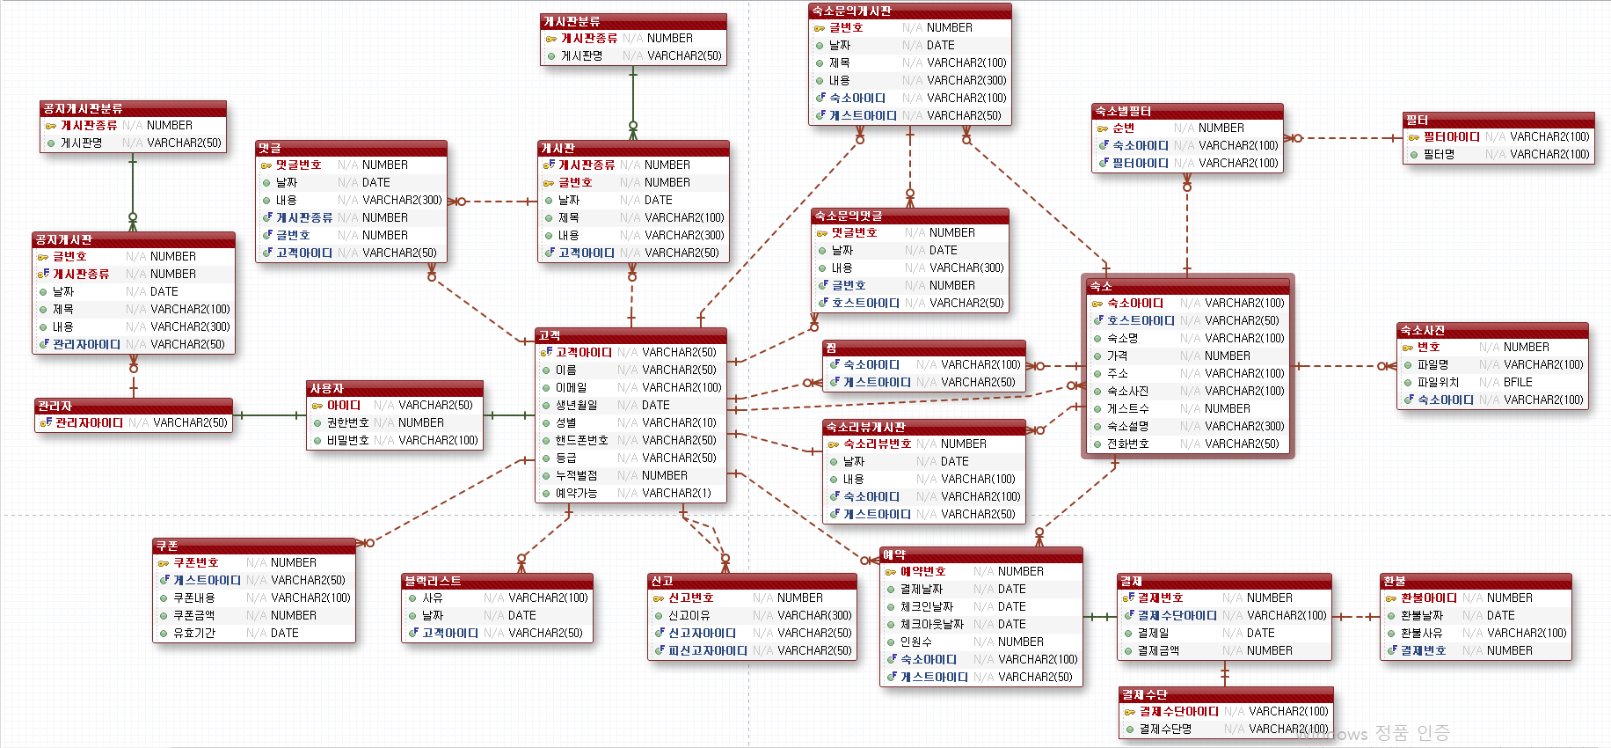 게시판분류
게시판종류 N/A NUMBER
게시판명 N/A VARCHAR2(50)
숙소문의게시판
글번호 N/A NUMBER
날짜 N/A DATE
제목 N/A VARCHAR2(100)
내용 N/A VARCHAR2(300)
숙소아이디 N/A VARCHAR2(100)
게스트아이디 N/A VARCHAR2(50)
공지게시판분류
게시판종류 N/A NUMBER
게시판명 N/A VARCHAR2(50)
숙소별필터
순번 N/A NUMBER
숙소아이디 N/A VARCHAR2(100)
필터아이디 N/A VARCHAR2(100)
필터
필터아이디 N/A VARCHAR2(100)
필터명 N/A VARCHAR2(100)
댓글
댓글번호 N/A NUMBER
날짜 N/A DATE
내용 N/A VARCHAR2(300)
게시판종류 N/A NUMBER
글번호 N/A NUMBER
고객아이디 N/A VARCHAR2(50)
게시판
게시판종류 N/A NUMBER
글번호 N/A NUMBER
날짜 N/A DATE
제목 N/A VARCHAR2(100)
내용 N/A VARCHAR2(300)
고객아이디 N/A VARCHAR2(50)
숙소문의댓글
댓글번호 N/A NUMBER
날짜 N/A DATE
내용 N/A VARCHAR(300)
글번호 N/A NUMBER
호스트아이디 N/A VARCHAR2(50)
공지게시판
글번호 N/A NUMBER
게시판종류 N/A NUMBER
날짜 N/A DATE
제목 N/A VARCHAR2(100)
내용 N/A VARCHAR2(300)
관리자아이디 N/A VARCHAR2(50)
숙소
숙소아이디 N/A VARCHAR2(100)
호스트아이디 N/A VARCHAR2(50)
숙소명 N/A VARCHAR2(100)
가격 N/A NUMBER
주소 N/A VARCHAR2(100)
숙소사진 N/A VARCHAR2(100)
게스트수 N/A NUMBER
숙소설명 N/A VARCHAR2(300)
전화번호 N/A VARCHAR2(50)
숙소사진
번호 N/A NUMBER
파일명 N/A VARCHAR2(100)
파일위치 N/A BFILE
숙소아이디 N/A VARCHAR2(100)
고객
고객아이디 N/A VARCHAR2(50)
이름 N/A VARCHAR2(50)
이메일 N/A VARCHAR2(100)
생년월일 N/A DATE
성별 N/A VARCHAR2(10)
핸드폰번호 N/A VARCHAR2(50)
등급 N/A VARCHAR2(50)
누적벌점 N/A NUMBER
예약가능 N/A VARCHAR2(1)
찜
숙소아이디 N/A VARCHAR2(100)
게스트아이디 N/A VARCHAR2(50)
사용자
아이디 N/A VARCHAR2(50)
권한번호 N/A NUMBER
비밀번호 N/A VARCHAR2(100)
관리자
관리자아이디 N/A VARCHAR2(50)
숙소리뷰게시판
숙소리뷰번호 N/A NUMBER
날짜 N/A DATE
내용 N/A VARCHAR(100)
숙소아이디 N/A VARCHAR2(100)
게스트아이디 N/A VARCHAR2(50)
쿠폰
쿠폰번호 N/A NUMBER
게스트아이디 N/A VARCHAR2(50)
쿠폰내용 N/A VARCHAR2(100)
쿠폰금액 N/A NUMBER
유효기간 N/A DATE
블랙리스트
사유 N/A VARCHAR2(100)
날짜 N/A DATE
고객아이디 N/A VARCHAR2(50)
신고
신고번호 N/A NUMBER
신고이유 N/A VARCHAR(300)
신고자아이디 N/A VARCHAR2(50)
피신고자아이디 N/A VARCHAR2(50)
예약
예약번호 N/A NUMBER
결제날짜 N/A DATE
체크인날짜 N/A DATE
체크아웃날짜 N/A DATE
인원수 N/A NUMBER
숙소아이디 N/A VARCHAR2(100)
게스트아이디 N/A VARCHAR2(50)
결제
결제번호 N/A NUMBER
결제수단아이디 N/A VARCHAR2(100)
결제일 N/A DATE
결제금액 N/A NUMBER
환불
환불아이디 N/A NUMBER
환불날짜 N/A DATE
환불사유 N/A VARCHAR2(100)
결제번호 N/A NUMBER
결제수단
결제수단아이디 N/A VARCHAR2(100)
결제수단명 N/A VARCHAR2(100)
Windows 정품 인증